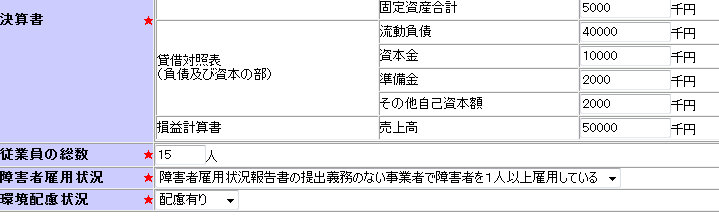 固定資産合計 5000 千円
決算書 ★
流動負債 40000 千円
貸借対照表
(負債及び資本の部)
資本金 10000 千円
準備金 2000 千円
その他自己資本額 2000 千円
損益計算書 売上高 50000 千円
従業員の総数 ★ 15 人
障害者雇用状況 ★ 障害者雇用状況報告書の提出義務のない事業者で障害者を1人以上雇用している
環境配慮状況 ★ 配慮有り